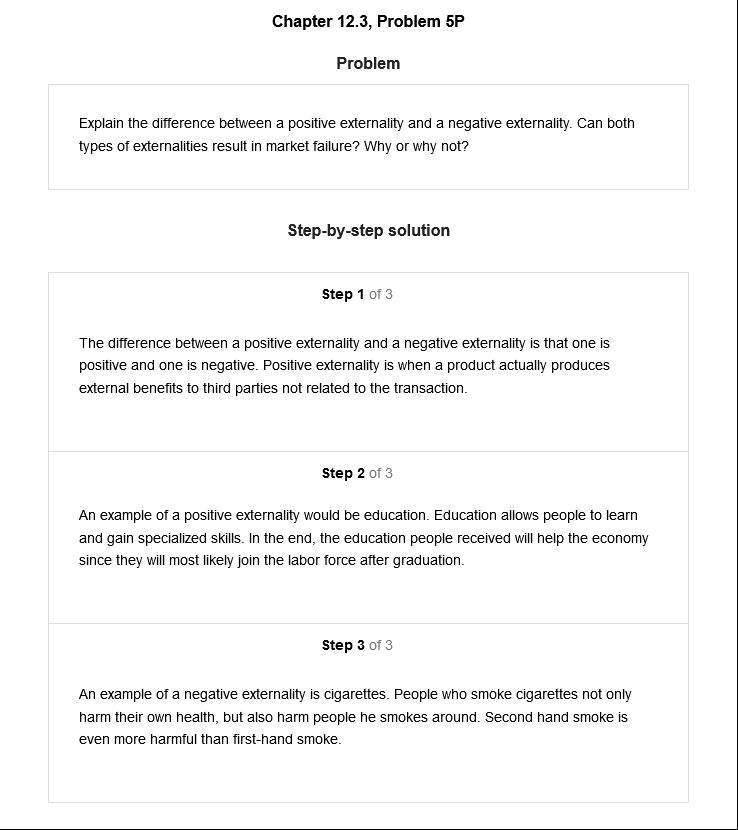 Chapter 12.3, Problem 5P
Problem
Explain the difference between a positive externality and a negative externality. Can both
types of externalities result in market failure? Why or why not?
Step-by-step solution
Step 1 of 3
The difference between a positive externality and a negative externality is that one is
positive and one is negative. Positive externality is when a product actually produces
external benefits to third parties not related to the transaction.
Step 2 of 3
An example of a positive externality would be education. Education allows people to learn
and gain specialized skills. In the end, the education people received will help the economy
since they will most likely join the labor force after graduation.
Step 3 of 3
An example of a negative externality is cigarettes. People who smoke cigarettes not only
harm their own health, but also harm people he smokes around. Second hand smoke is
even more harmful than first-hand smoke.